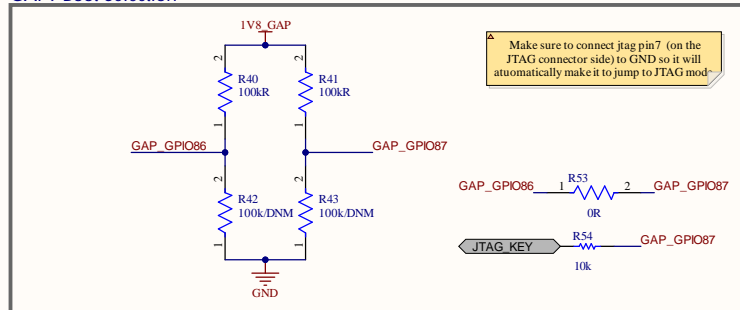 1V8_GAP
2
2
R40
100kR
R41
100kR
1
1
GAP_GPIO86
GAP_GPIO87
2
2
R42
100k/DNM
R43
100k/DNM
1
1
GND
Make sure to connect jtag pin7 (on the
JTAG connector side) to GND so it will
atuomatically make it to jump to JTAG mode
R53
GAP_GPIO86
1
2
GAP_GPIO87
0R
R54
JTAG_KEY
GAP_GPIO87
10k